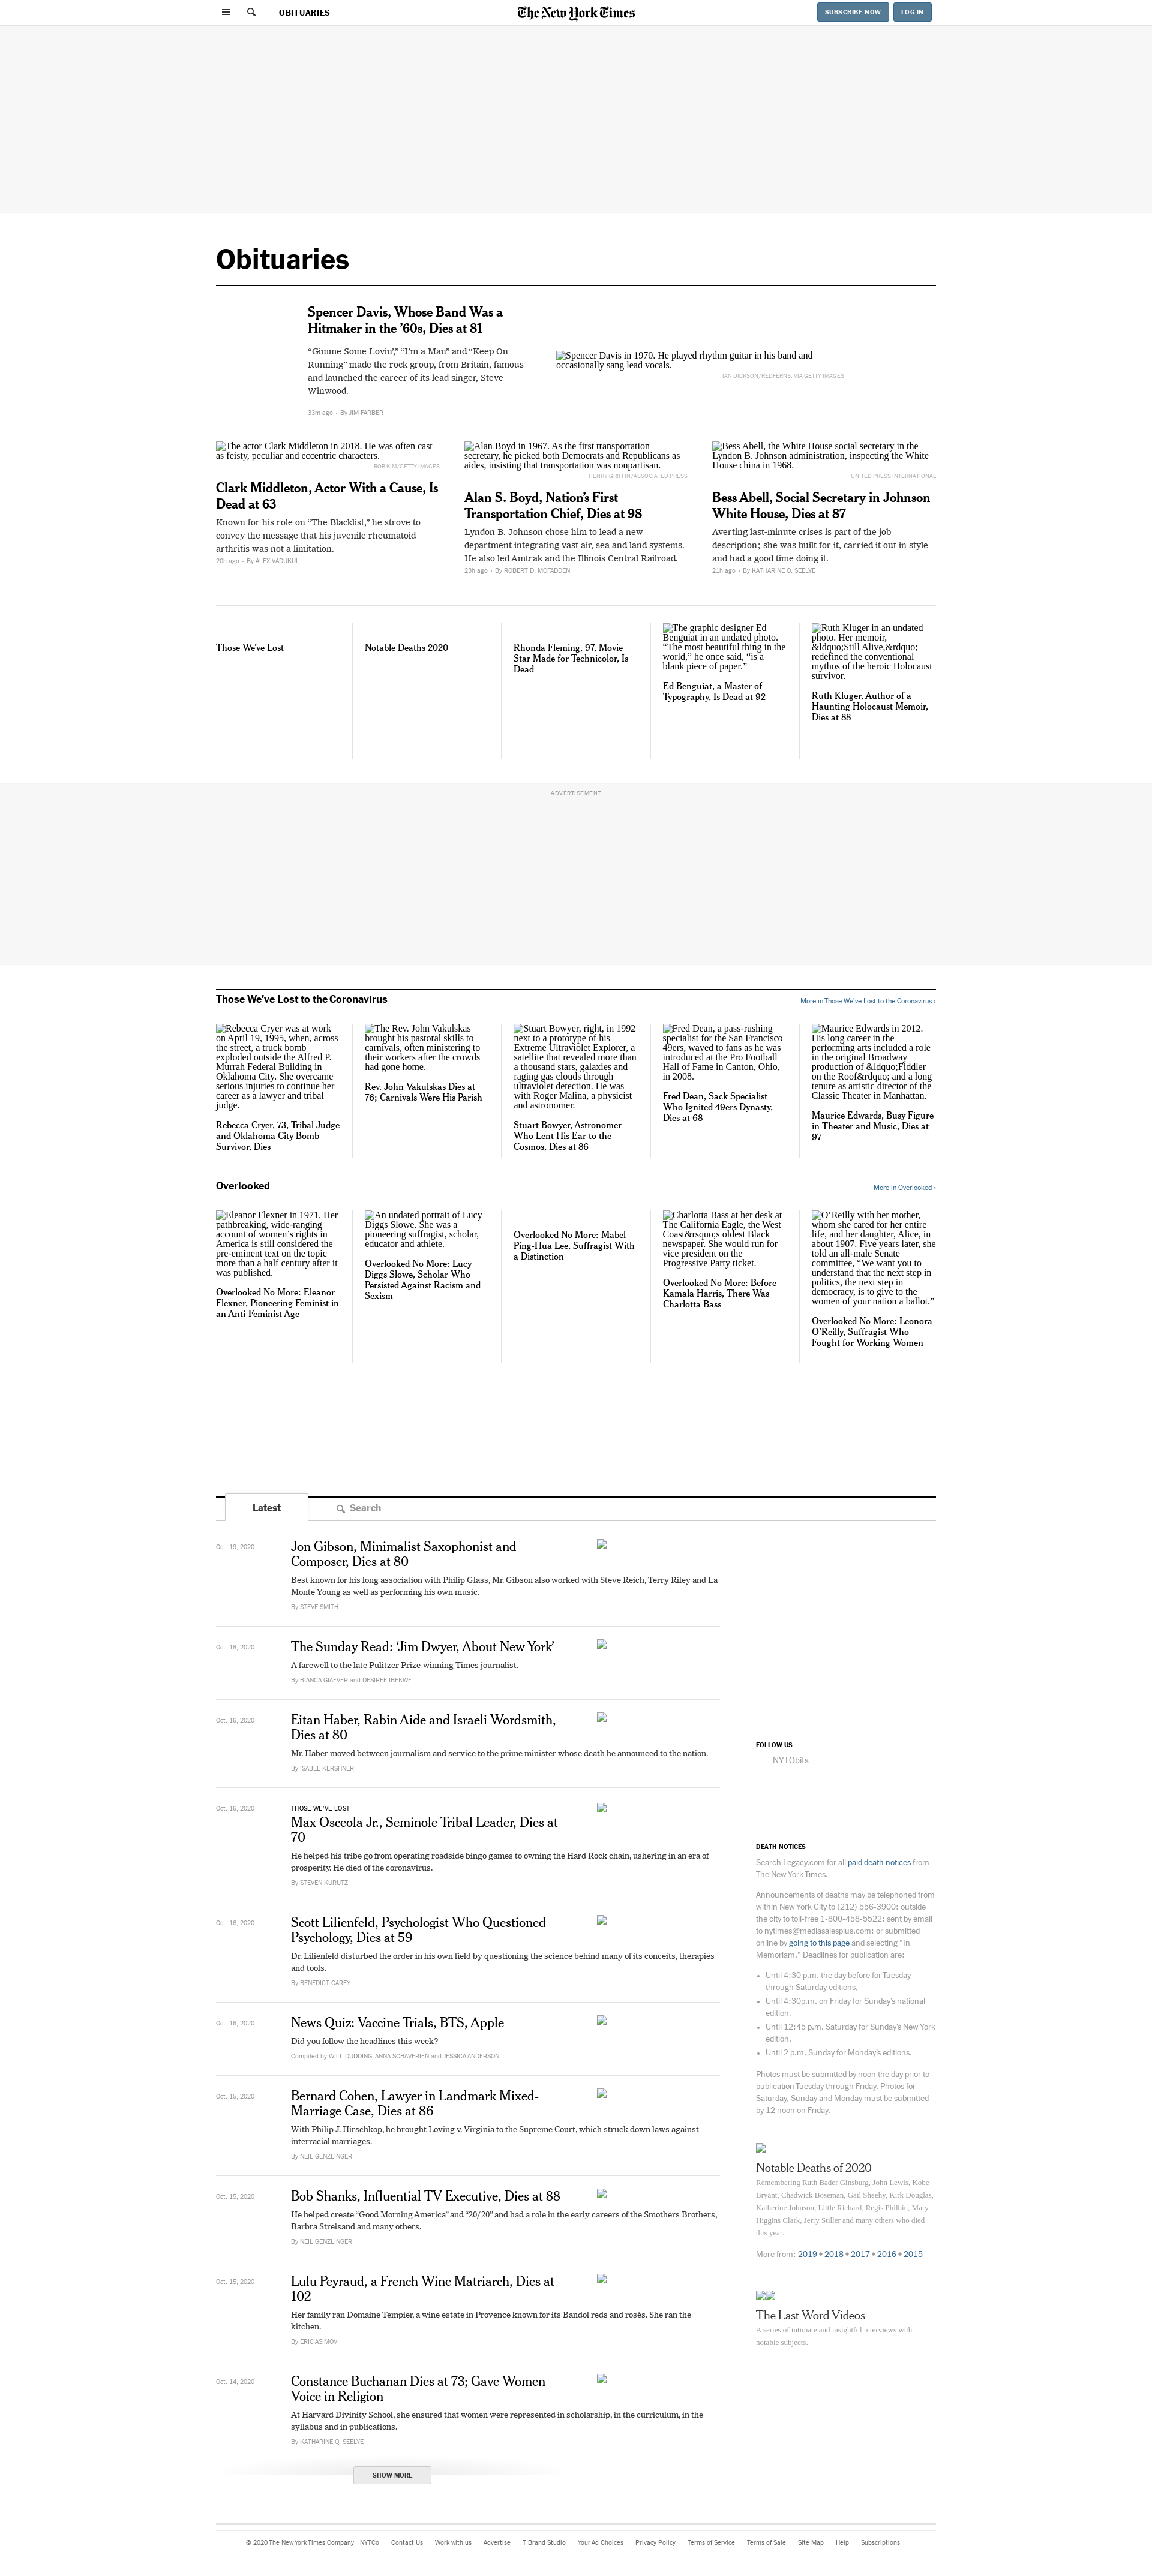 OBITUARIES
The New York Times
SUBSCRIBE NOW
LOG IN
Obituaries
Spencer Davis, Whose Band Was a
Hitmaker in the ’60s, Dies at 81
“Gimme Some Lovin’,” “I’m a Man” and “Keep On
Running” made the rock group, from Britain, famous
and launched the career of its lead singer, Steve
Winwood.
33m ago • By JIM FARBER
Spencer Davis in 1970. He played rhythm guitar in his band and
occasionally sang lead vocals.
IAN DICKSON/REDFERNS, VIA GETTY IMAGES
The actor Clark Middleton in 2018. He was often cast
as feisty, peculiar and eccentric characters.
ROB KIM/GETTY IMAGES
Clark Middleton, Actor With a Cause, Is
Dead at 63
Known for his role on “The Blacklist,” he strove to
convey the message that his juvenile rheumatoid
arthritis was not a limitation.
20h ago • By ALEX VADUKUL
Alan Boyd in 1967. As the first transportation
secretary, he picked both Democrats and Republicans as
aides, insisting that transportation was nonpartisan.
HENRY GRIFFIN/ASSOCIATED PRESS
Alan S. Boyd, Nation’s First
Transportation Chief, Dies at 98
Lyndon B. Johnson chose him to lead a new
department integrating vast air, sea and land systems.
He also led Amtrak and the Illinois Central Railroad.
23h ago • By ROBERT D. MCFADDEN
Bess Abell, the White House social secretary in the
Lyndon B. Johnson administration, inspecting the White
House china in 1968.
UNITED PRESS INTERNATIONAL
Bess Abell, Social Secretary in Johnson
White House, Dies at 87
Averting last-minute crises is part of the job
description; she was built for it, carried it out in style
and had a good time doing it.
21h ago • By KATHARINE Q. SEELYE
Those We’ve Lost
Notable Deaths 2020
Rhonda Fleming, 97, Movie
Star Made for Technicolor, Is
Dead
The graphic designer Ed
Benguiat in an undated photo.
“The most beautiful thing in the
world,” he once said, “is a
blank piece of paper.”
Ed Benguiat, a Master of
Typography, Is Dead at 92
Ruth Kluger in an undated
photo. Her memoir,
&ldquo;Still Alive,&rdquo;
redefined the conventional
mythos of the heroic Holocaust
survivor.
Ruth Kluger, Author of a
Haunting Holocaust Memoir,
Dies at 88
ADVERTISEMENT
Those We’ve Lost to the Coronavirus
More in Those We’ve Lost to the Coronavirus ›
Rebecca Cryer was at work
on April 19, 1995, when, across
the street, a truck bomb
exploded outside the Alfred P.
Murrah Federal Building in
Oklahoma City. She overcame
serious injuries to continue her
career as a lawyer and tribal
judge.
Rebecca Cryer, 73, Tribal Judge
and Oklahoma City Bomb
Survivor, Dies
The Rev. John Vakulskas
brought his pastoral skills to
carnivals, often ministering to
their workers after the crowds
had gone home.
Rev. John Vakulskas Dies at
76; Carnivals Were His Parish
Stuart Bowyer, right, in 1992
next to a prototype of his
Extreme Ultraviolet Explorer, a
satellite that revealed more than
a thousand stars, galaxies and
raging gas clouds through
ultraviolet detection. He was
with Roger Malina, a physicist
and astronomer.
Stuart Bowyer, Astronomer
Who Lent His Ear to the
Cosmos, Dies at 86
Fred Dean, a pass-rushing
specialist for the San Francisco
49ers, waved to fans as he was
introduced at the Pro Football
Hall of Fame in Canton, Ohio,
in 2008.
Fred Dean, Sack Specialist
Who Ignited 49ers Dynasty,
Dies at 68
Maurice Edwards in 2012.
His long career in the
performing arts included a role
in the original Broadway
production of &ldquo;Fiddler
on the Roof&rdquo; and a long
tenure as artistic director of the
Classic Theater in Manhattan.
Maurice Edwards, Busy Figure
in Theater and Music, Dies at
97
Overlooked
More in Overlooked ›
Eleanor Flexner in 1971. Her
pathbreaking, wide-ranging
account of women’s rights in
America is still considered the
pre-eminent text on the topic
more than a half century after it
was published.
Overlooked No More: Eleanor
Flexner, Pioneering Feminist in
an Anti-Feminist Age
An undated portrait of Lucy
Diggs Slowe. She was a
pioneering suffragist, scholar,
educator and athlete.
Overlooked No More: Lucy
Diggs Slowe, Scholar Who
Persisted Against Racism and
Sexism
Overlooked No More: Mabel
Ping-Hua Lee, Suffragist With
a Distinction
Charlotta Bass at her desk at
The California Eagle, the West
Coast&rsquo;s oldest Black
newspaper. She would run for
vice president on the
Progressive Party ticket.
Overlooked No More: Before
Kamala Harris, There Was
Charlotta Bass
O’Reilly with her mother,
whom she cared for her entire
life, and her daughter, Alice, in
about 1907. Five years later, she
told an all-male Senate
committee, “We want you to
understand that the next step in
politics, the next step in
democracy, is to give to the
women of your nation a ballot.”
Overlooked No More: Leonora
O’Reilly, Suffragist Who
Fought for Working Women
Latest
Search
Oct. 19, 2020
Jon Gibson, Minimalist Saxophonist and
Composer, Dies at 80
Best known for his long association with Philip Glass, Mr. Gibson also worked with Steve Reich, Terry Riley and La
Monte Young as well as performing his own music.
By STEVE SMITH
Oct. 18, 2020
The Sunday Read: ‘Jim Dwyer, About New York’
A farewell to the late Pulitzer Prize-winning Times journalist.
By BIANCA GIAEVER and DESIREE IBEKWE
Oct. 16, 2020
Eitan Haber, Rabin Aide and Israeli Wordsmith,
Dies at 80
Mr. Haber moved between journalism and service to the prime minister whose death he announced to the nation.
By ISABEL KERSHNER
Oct. 16, 2020
THOSE WE’VE LOST
Max Osceola Jr., Seminole Tribal Leader, Dies at
70
He helped his tribe go from operating roadside bingo games to owning the Hard Rock chain, ushering in an era of
prosperity. He died of the coronavirus.
By STEVEN KURUTZ
Oct. 16, 2020
Scott Lilienfeld, Psychologist Who Questioned
Psychology, Dies at 59
Dr. Lilienfeld disturbed the order in his own field by questioning the science behind many of its conceits, therapies
and tools.
By BENEDICT CAREY
Oct. 16, 2020
News Quiz: Vaccine Trials, BTS, Apple
Did you follow the headlines this week?
Compiled by WILL DUDDING, ANNA SCHAVERIEN and JESSICA ANDERSON
Oct. 15, 2020
Bernard Cohen, Lawyer in Landmark Mixed-
Marriage Case, Dies at 86
With Philip J. Hirschkop, he brought Loving v. Virginia to the Supreme Court, which struck down laws against
interracial marriages.
By NEIL GENZLINGER
Oct. 15, 2020
Bob Shanks, Influential TV Executive, Dies at 88
He helped create “Good Morning America” and “20/20” and had a role in the early careers of the Smothers Brothers,
Barbra Streisand and many others.
By NEIL GENZLINGER
Oct. 15, 2020
Lulu Peyraud, a French Wine Matriarch, Dies at
102
Her family ran Domaine Tempier, a wine estate in Provence known for its Bandol reds and rosés. She ran the
kitchen.
By ERIC ASIMOV
Oct. 14, 2020
Constance Buchanan Dies at 73; Gave Women
Voice in Religion
At Harvard Divinity School, she ensured that women were represented in scholarship, in the curriculum, in the
syllabus and in publications.
By KATHARINE Q. SEELYE
SHOW MORE
FOLLOW US
NYTObits
DEATH NOTICES
Search Legacy.com for all paid death notices from
The New York Times.
Announcements of deaths may be telephoned from
within New York City to (212) 556-3900; outside
the city to toll-free 1-800-458-5522; sent by email
to nytimes@mediasalesplus.com; or submitted
online by going to this page and selecting "In
Memoriam." Deadlines for publication are:
• Until 4:30 p.m. the day before for Tuesday
through Saturday editions,
• Until 4:30p.m. on Friday for Sunday’s national
edition,
• Until 12:45 p.m. Saturday for Sunday’s New York
edition.
• Until 2 p.m. Sunday for Monday’s editions.
Photos must be submitted by noon the day prior to
publication Tuesday through Friday. Photos for
Saturday, Sunday and Monday must be submitted
by 12 noon on Friday.
Notable Deaths of 2020
Remembering Ruth Bader Ginsburg, John Lewis, Kobe
Bryant, Chadwick Boseman, Gail Sheehy, Kirk Douglas,
Katherine Johnson, Little Richard, Regis Philbin, Mary
Higgins Clark, Jerry Stiller and many others who died
this year.
More from: 2019 • 2018 • 2017 • 2016 • 2015
The Last Word Videos
A series of intimate and insightful interviews with
notable subjects.
© 2020 The New York Times Company NYTCo Contact Us Work with us Advertise T Brand Studio Your Ad Choices Privacy Policy Terms of Service Terms of Sale Site Map Help Subscriptions